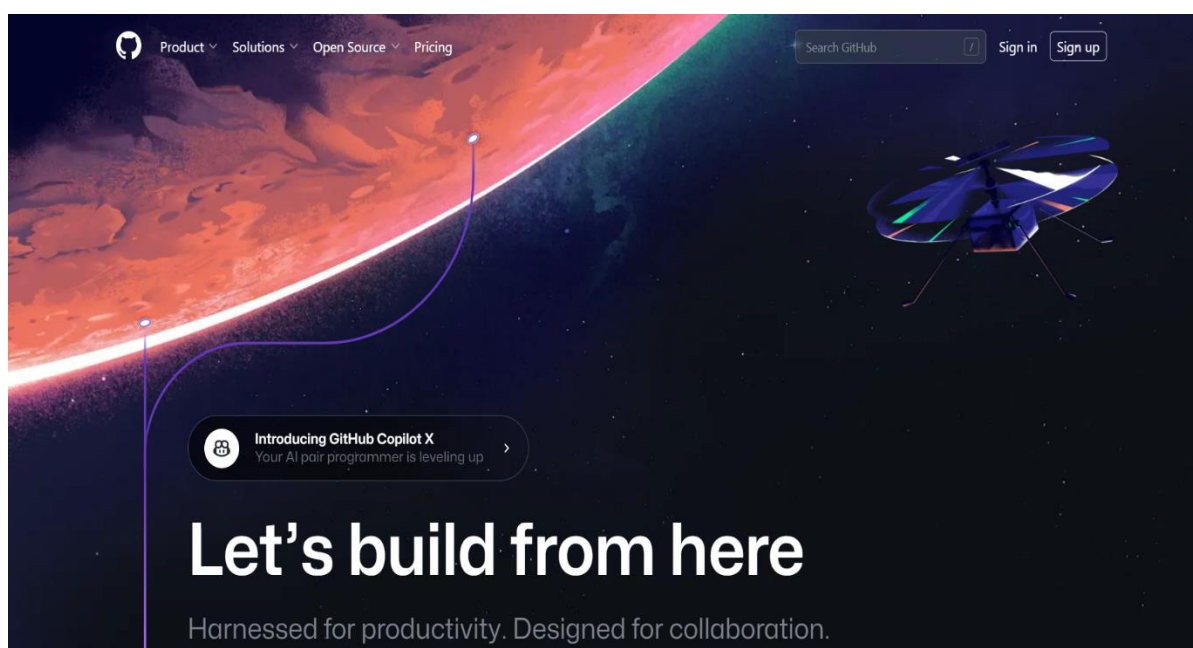 Product Solutions Open Source Pricing Search GitHub / Sign in Sign up
Introducing GitHub Copilot X
Your AI pair programmer is leveling up
Let’s build from here
Harnessed for productivity. Designed for collaboration.